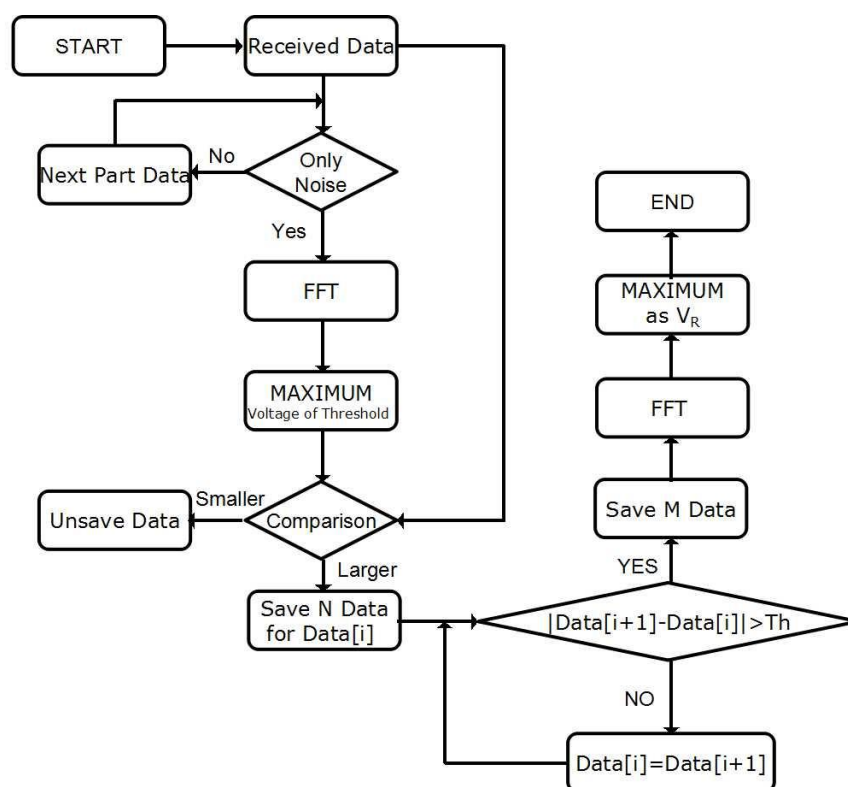 START
Received Data
No
Next Part Data
Only
Noise
Yes
FFT
MAXIMUM
Voltage of Threshold
Smaller
Unsave Data
Comparison
Larger
Save N Data
for Data[i]
END
MAXIMUM
as VR
FFT
Save M Data
YES
|Data[i+1]-Data[i]|>Th
NO
Data[i]=Data[i+1]